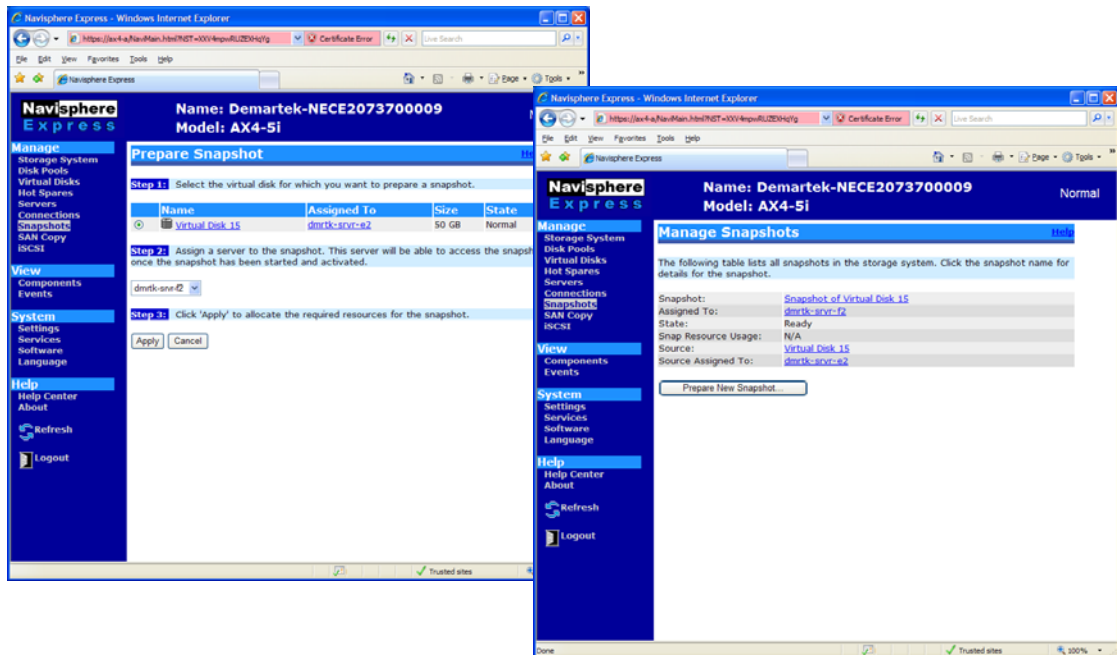 Navisphere Express - Windows Internet Explorer
Certificate Error
Live Search
File Edit View Favorites Tools Help
Navisphere Express
Page Tools
Navisphere
Express
Name: Demartek-NECE2073700009
Model: AX4-5i
Manage
Storage System
Disk Pools
Virtual Disks
Hot Spares
Servers
Connections
Snapshots
SAN Copy
iSCSI
View
Components
Events
System
Settings
Services
Software
Language
Help
Help Center
About
Refresh
Logout
Prepare Snapshot
Step 1: Select the virtual disk for which you want to prepare a snapshot.
Name Assigned To Size State
Virtual Disk 15 dmrtk-srvr-e2 50 GB Normal
Step 2: Assign a server to the snapshot. This server will be able to access the snapsh
once the snapshot has been started and activated.
dmrtk-srvr-f2
Step 3: Click 'Apply' to allocate the required resources for the snapshot.
Apply Cancel
Trusted sites
Navisphere Express - Windows Internet Explorer
Certificate Error
Live Search
File Edit View Favorites Tools Help
Navisphere Express
Page Tools
Navisphere
Express
Name: Demartek-NECE2073700009
Model: AX4-5i
Normal
Manage
Storage System
Disk Pools
Virtual Disks
Hot Spares
Servers
Connections
Snapshots
SAN Copy
iSCSI
View
Components
Events
System
Settings
Services
Software
Language
Help
Help Center
About
Refresh
Logout
Manage Snapshots
Help
The following table lists all snapshots in the storage system. Click the snapshot name for
details for the snapshot.
Snapshot: Snapshot of Virtual Disk 15
Assigned To: dmrtk-srvr-f2
State: Ready
Snap Resource Usage: N/A
Source: Virtual Disk 15
Source Assigned To: dmrtk-srvr-e2
Prepare New Snapshot...
Done
Trusted sites
100%